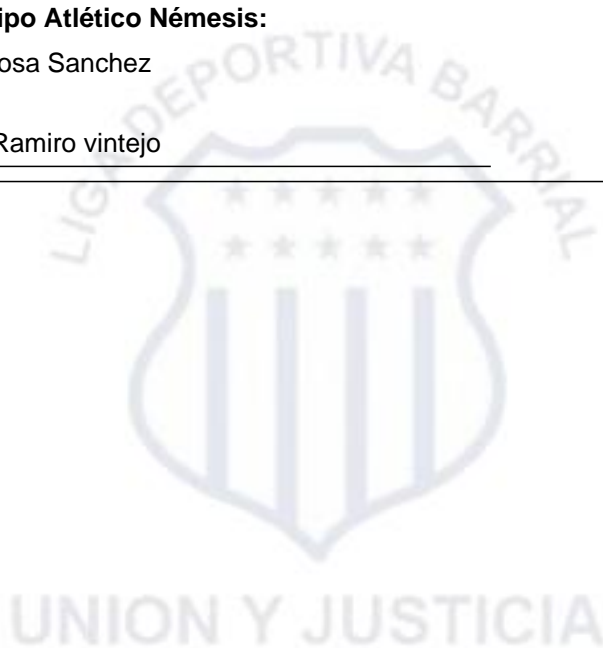 ipo Atlético Némesis:
osa Sanchez
Ramiro vintejo
LIGA DEPORTIVA BARRIAL
UNION Y JUSTICIA